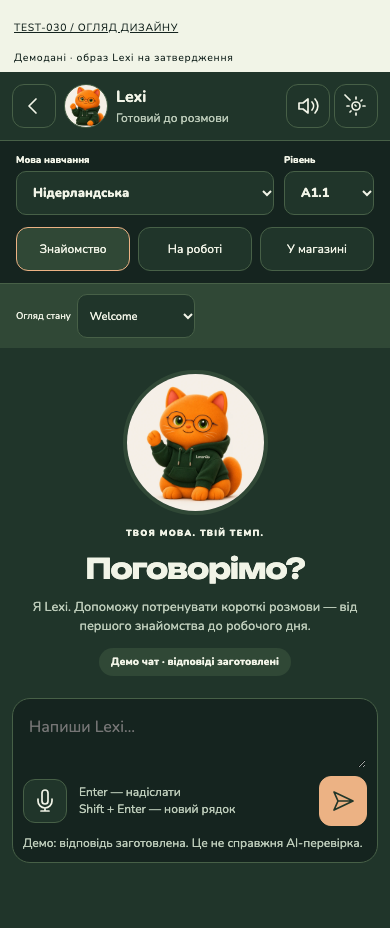 TEST-030 / ОГЛЯД ДИЗАЙНУ
Демодані · образ Lexi на затвердження
Lexi
Готовий до розмови
Мова навчання
Рівень
Нідерландська
A1.1
Знайомство
На роботі
У магазині
Огляд стану
Welcome
ТВОЯ МОВА. ТВІЙ ТЕМП.
Поговорімо?
Я Lexi. Допоможу потренувати короткі розмови — від
першого знайомства до робочого дня.
Демо чат · відповіді заготовлені
Напиши Lexi...
Enter — надіслати
Shift + Enter — новий рядок
Демо: відповідь заготовлена. Це не справжня AI-перевірка.